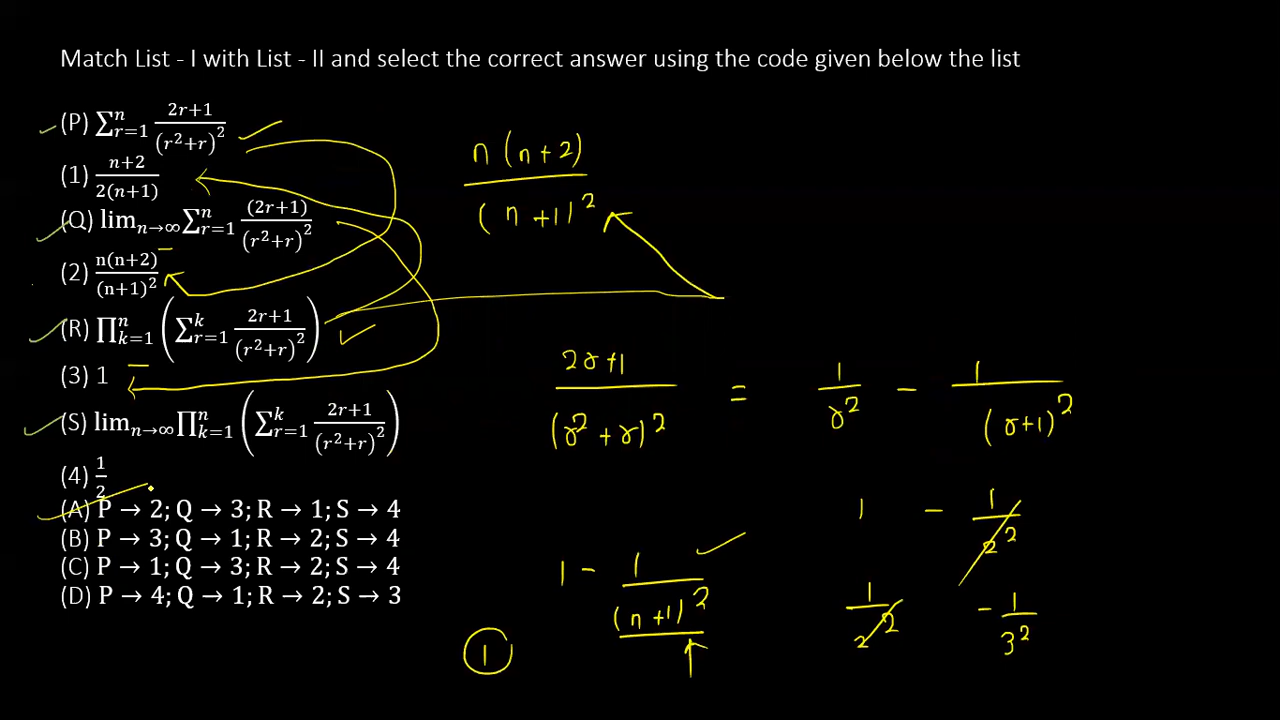 Match List - I with List - II and select the correct answer using the code given below the list
(P) ∑_{r=1}^{n} (2r+1)/(r²+r)²
(1) (n+2)/(2(n+1))
(Q) lim_{n→∞} ∑_{r=1}^{n} (2r+1)/(r²+r)²
(2) n(n+2)/(n+1)²
(R) ∏_{k=1}^{n} (∑_{r=1}^{k} (2r+1)/(r²+r)²)
(3) 1
(S) lim_{n→∞} ∏_{k=1}^{n} (∑_{r=1}^{k} (2r+1)/(r²+r)²)
(4) 1/2
(A) P → 2; Q → 3; R → 1; S → 4
(B) P → 3; Q → 1; R → 2; S → 4
(C) P → 1; Q → 3; R → 2; S → 4
(D) P → 4; Q → 1; R → 2; S → 3
n(n+2)/(n+1)²
(2r+1)/(r²+r)² = 1/r² - 1/(r+1)²
1 - 1/2²
1/2² - 1/3²
1 - 1/(n+1)²
1